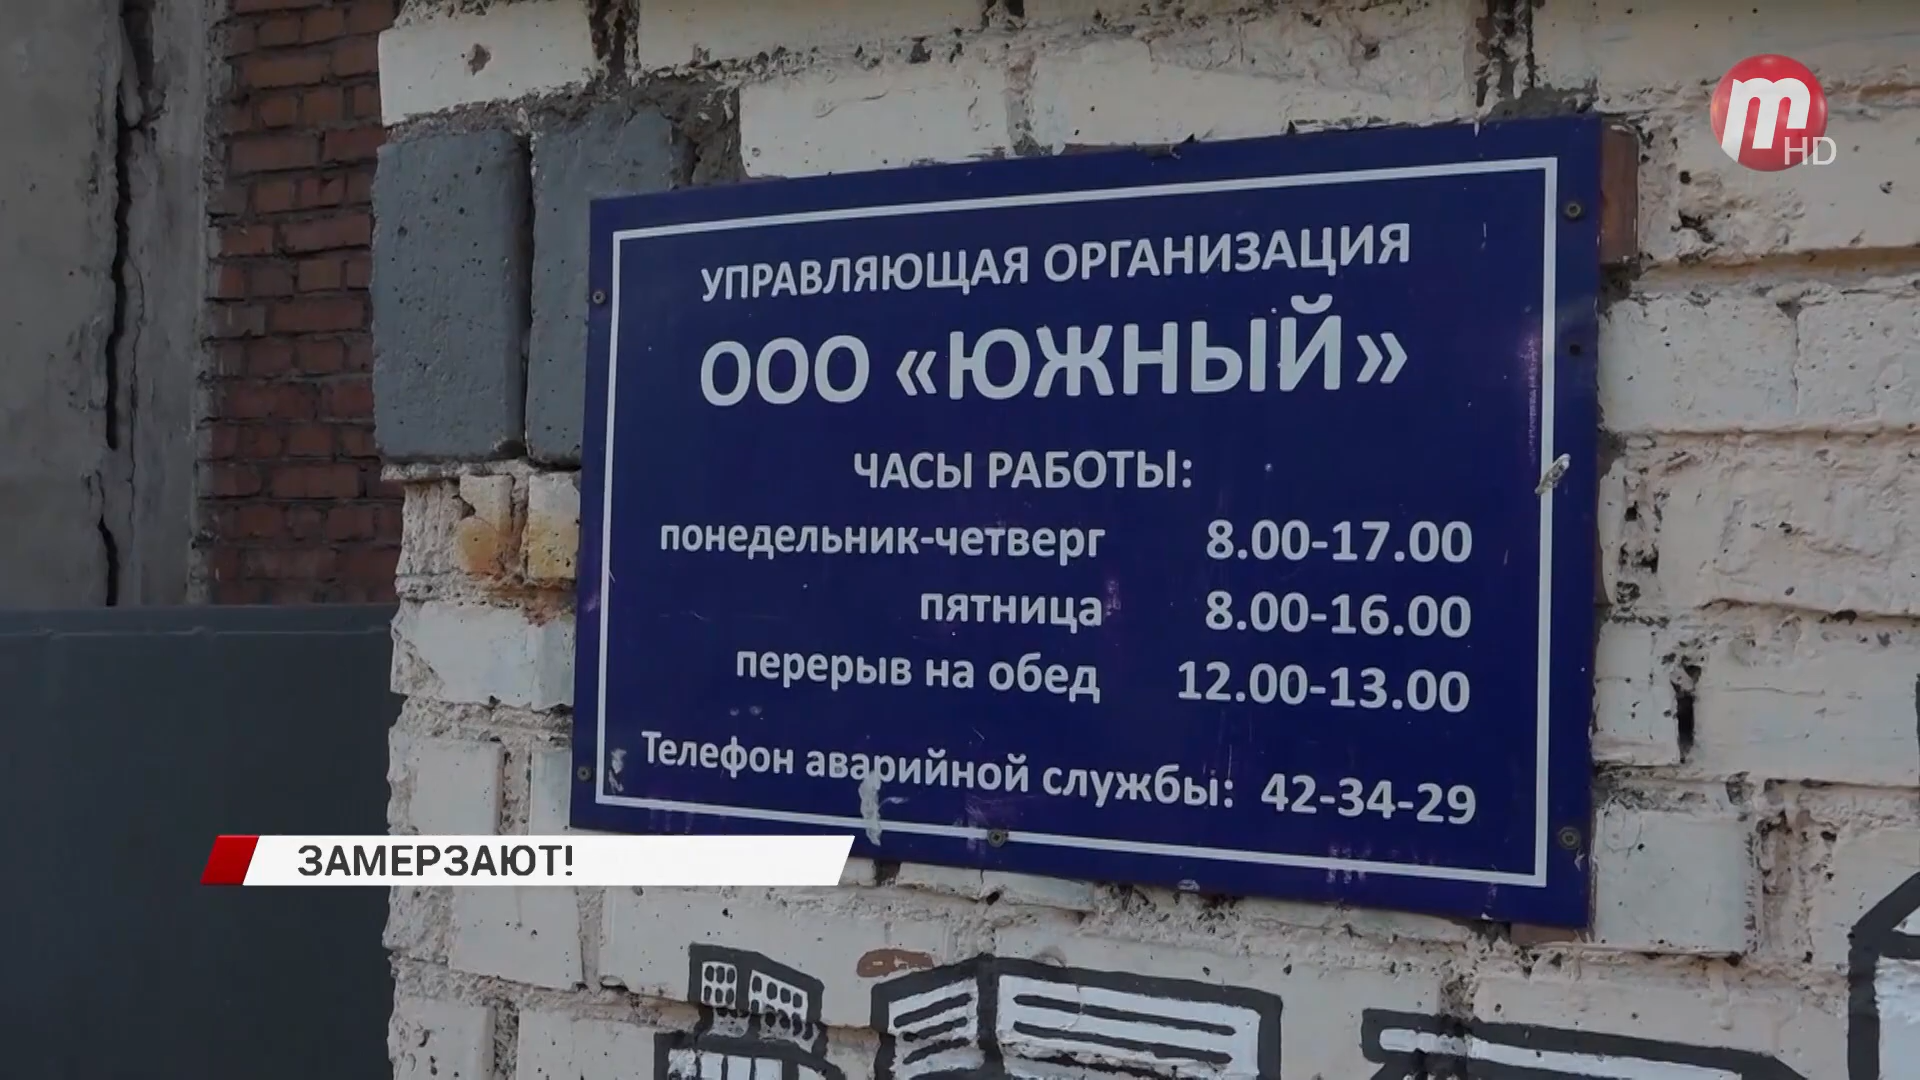 m HD
УПРАВЛЯЮЩАЯ ОРГАНИЗАЦИЯ
ООО «ЮЖНЫЙ»
ЧАСЫ РАБОТЫ:
понедельник-четверг 8.00-17.00
пятница 8.00-16.00
перерыв на обед 12.00-13.00
Телефон аварийной службы: 42-34-29
ЗАМЕРЗАЮТ!